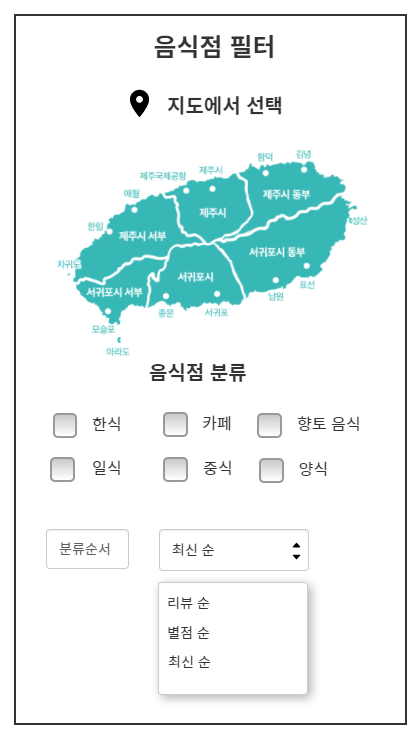 음식점 필터
지도에서 선택
함덕 김녕
제주국제공항 제주시
애월
제주시 동부
제주시
성산
한림
제주시 서부
서귀포시 동부
차귀도
서귀포시
표선
서귀포시 서부
남원
중문 서귀포
모슬포
마라도
음식점 분류
한식 카페 향토 음식
일식 중식 양식
분류순서 최신 순
리뷰 순
별점 순
최신 순